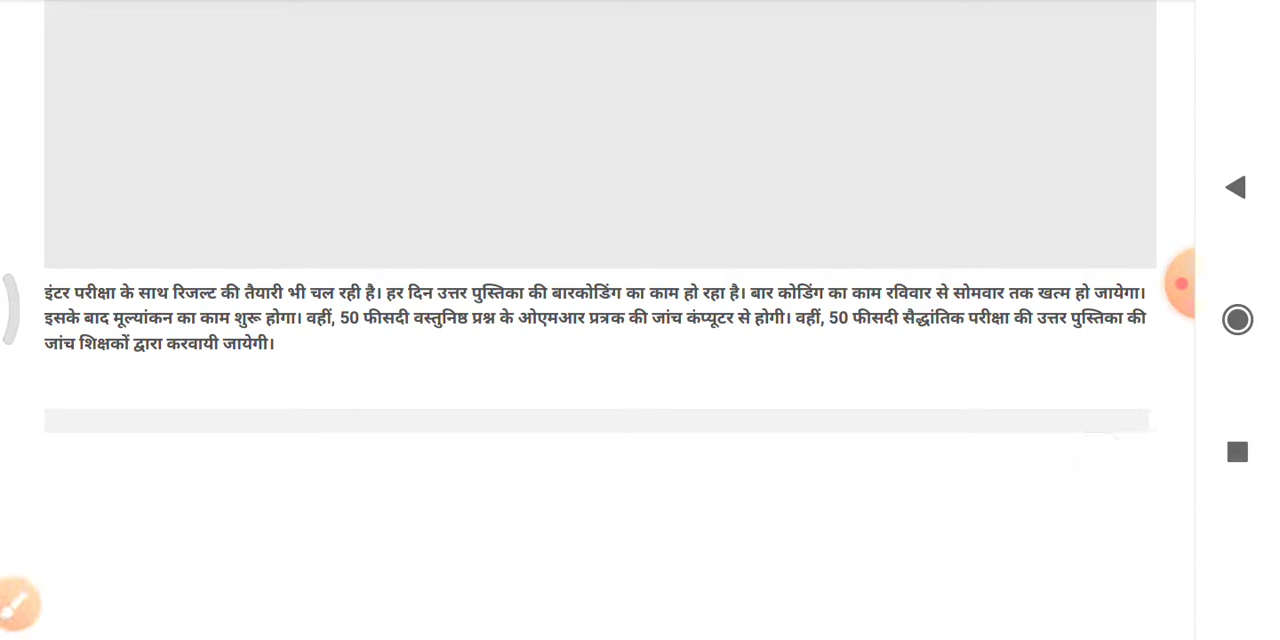 इंटर परीक्षा के साथ रिजल्ट की तैयारी भी चल रही है। हर दिन उत्तर पुस्तिका की बारकोडिंग का काम हो रहा है। बार कोडिंग का काम रविवार से सोमवार तक खत्म हो जायेगा।
इसके बाद मूल्यांकन का काम शुरू होगा। वहीं, 50 फीसदी वस्तुनिष्ठ प्रश्न के ओएमआर प्रत्रक की जांच कंप्यूटर से होगी। वहीं, 50 फीसदी सैद्धांतिक परीक्षा की उत्तर पुस्तिका की
जांच शिक्षकों द्वारा करवायी जायेगी।